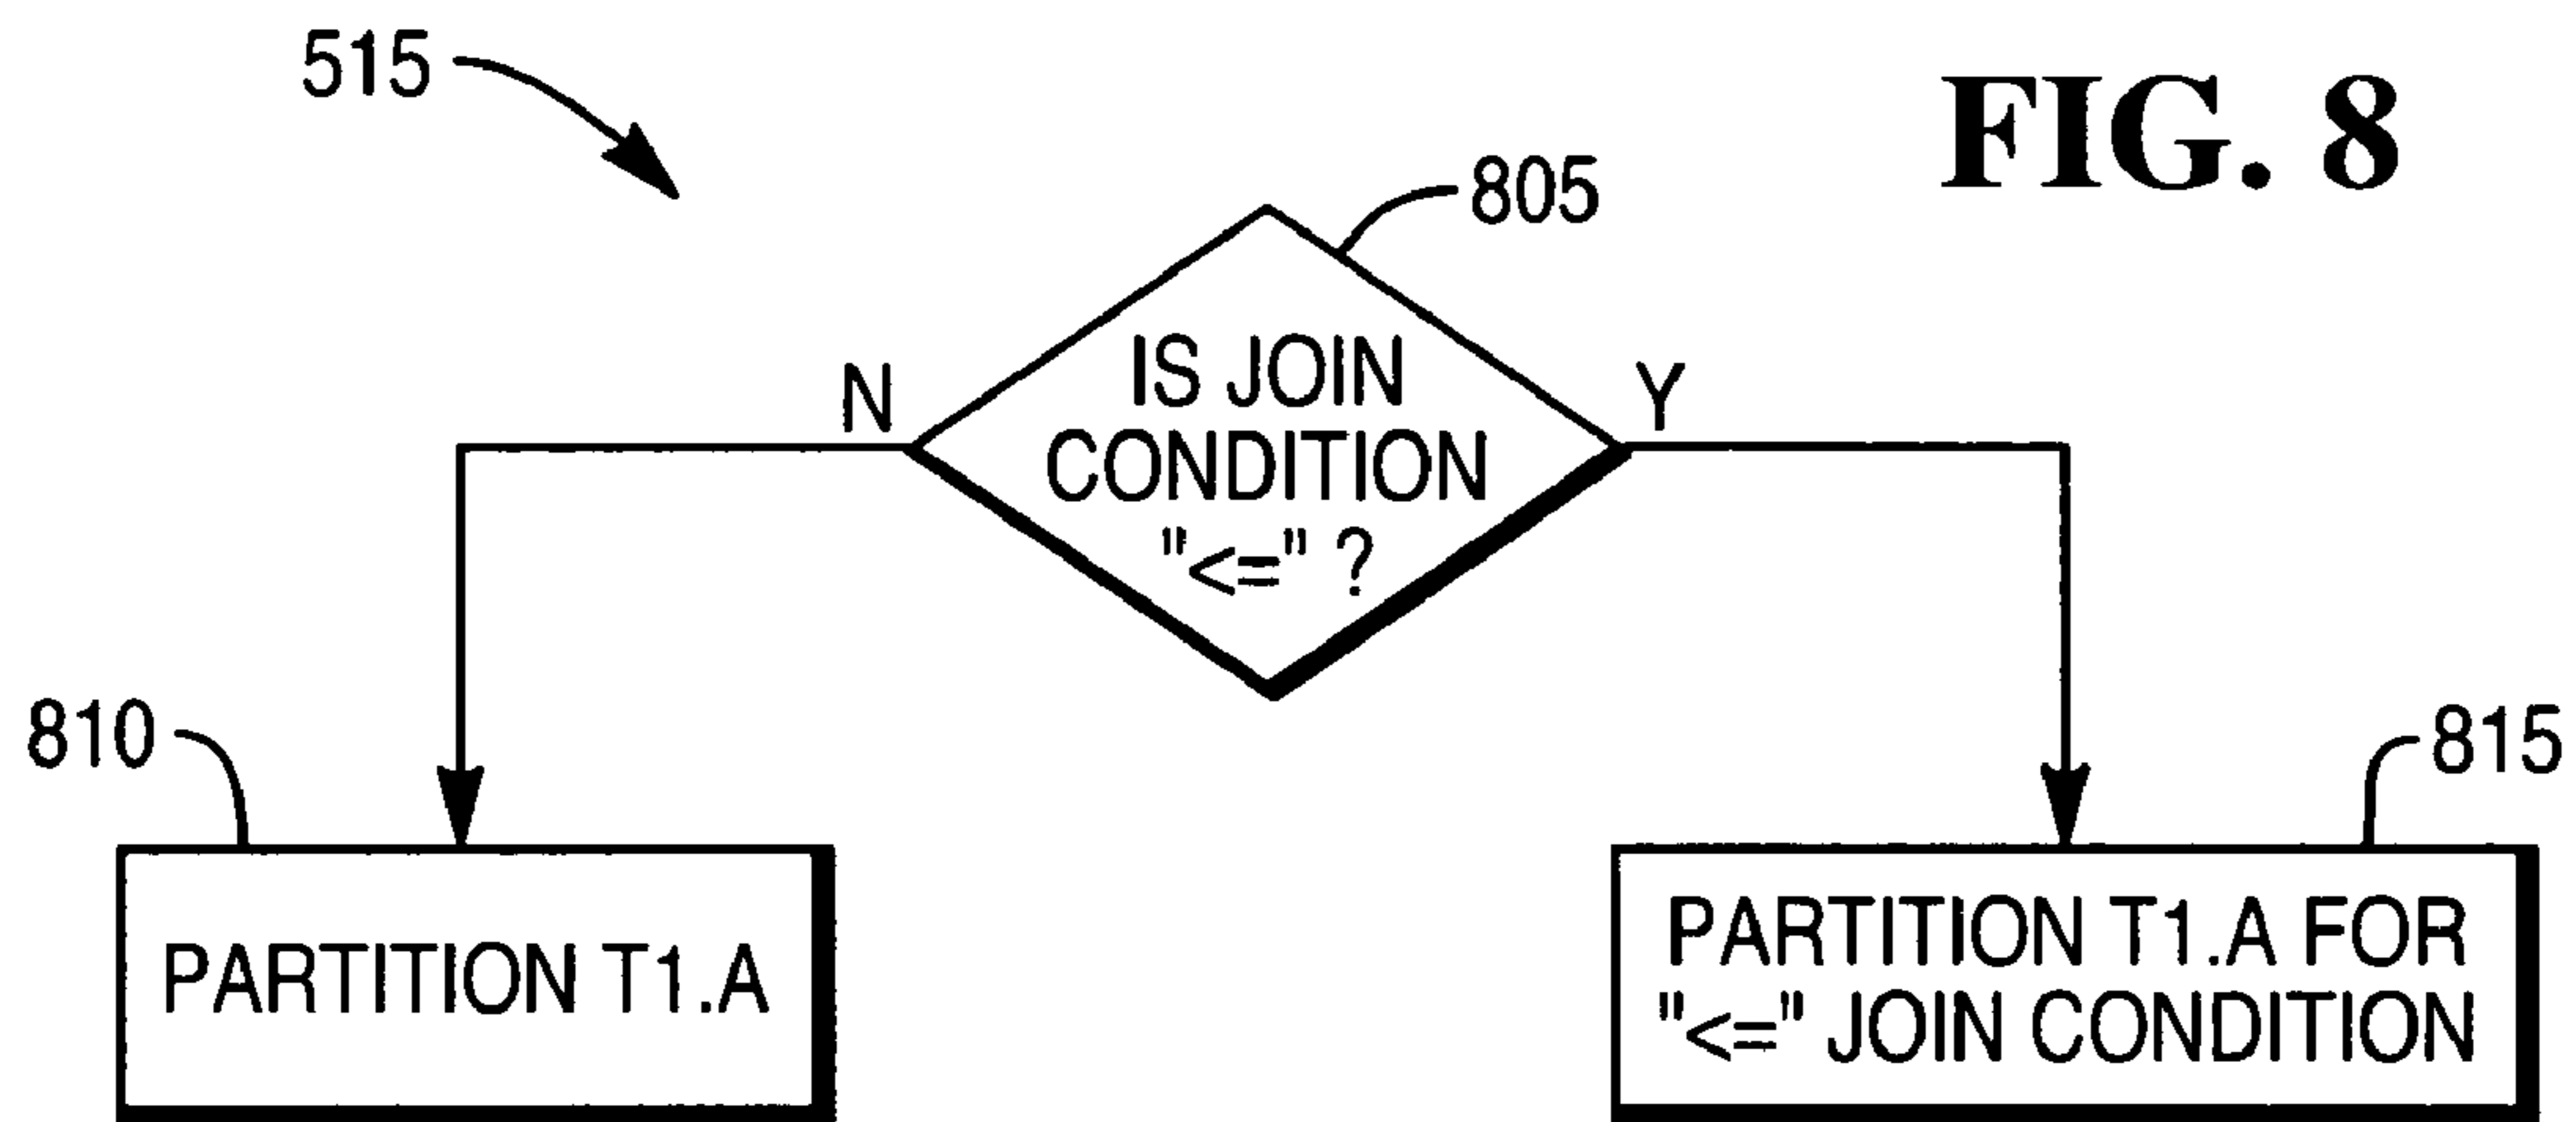 515
FIG. 8
805
IS JOIN
CONDITION
"<=" ?
N
Y
810
815
PARTITION T1.A
PARTITION T1.A FOR
"<=" JOIN CONDITION